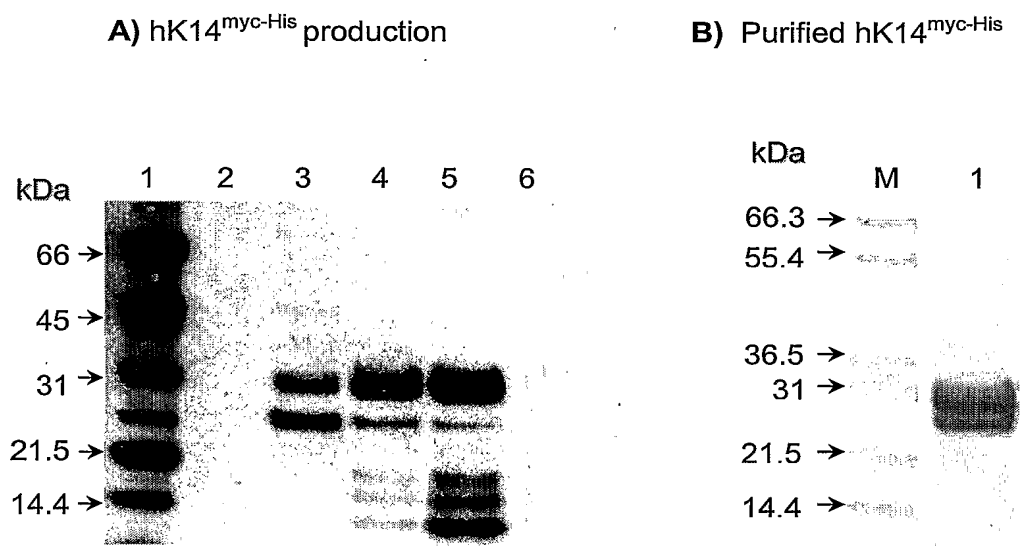 A) hK14myc-His production
kDa 1 2 3 4 5 6
66
45
31
21.5
14.4
B) Purified hK14myc-His
kDa M 1
66.3
55.4
36.5
31
21.5
14.4